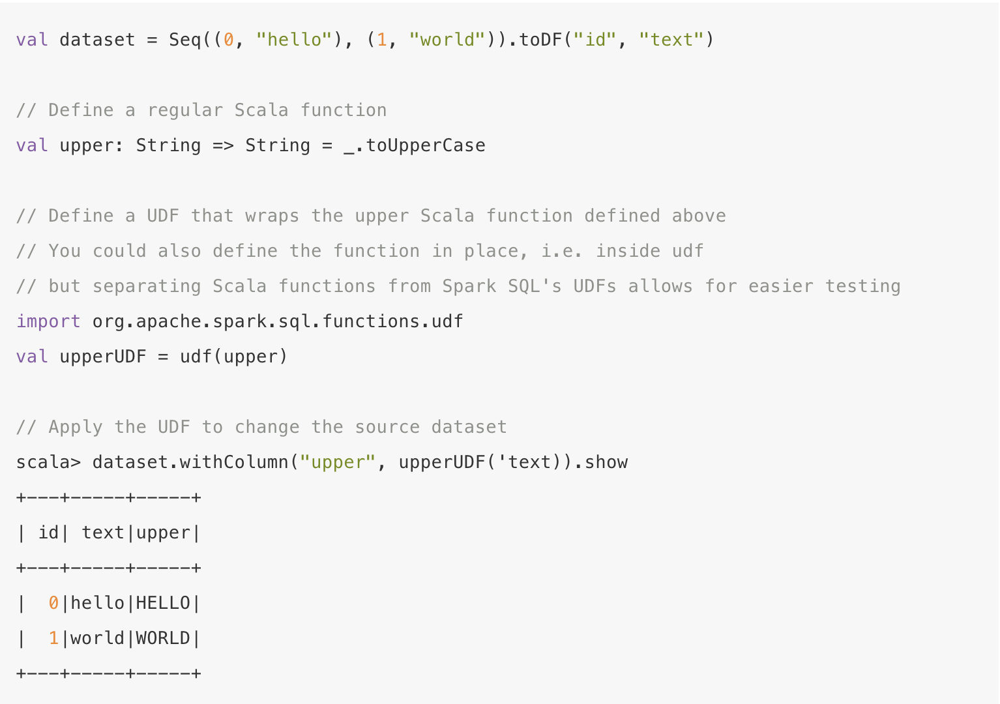 val dataset = Seq((0, "hello"), (1, "world")).toDF("id", "text")
// Define a regular Scala function
val upper: String => String = _.toUpperCase
// Define a UDF that wraps the upper Scala function defined above
// You could also define the function in place, i.e. inside udf
// but separating Scala functions from Spark SQL's UDFs allows for easier testing
import org.apache.spark.sql.functions.udf
val upperUDF = udf(upper)
// Apply the UDF to change the source dataset
scala> dataset.withColumn("upper", upperUDF('text)).show
+---+-----+-----+
| id| text|upper|
+---+-----+-----+
|  0|hello|HELLO|
|  1|world|WORLD|
+---+-----+-----+